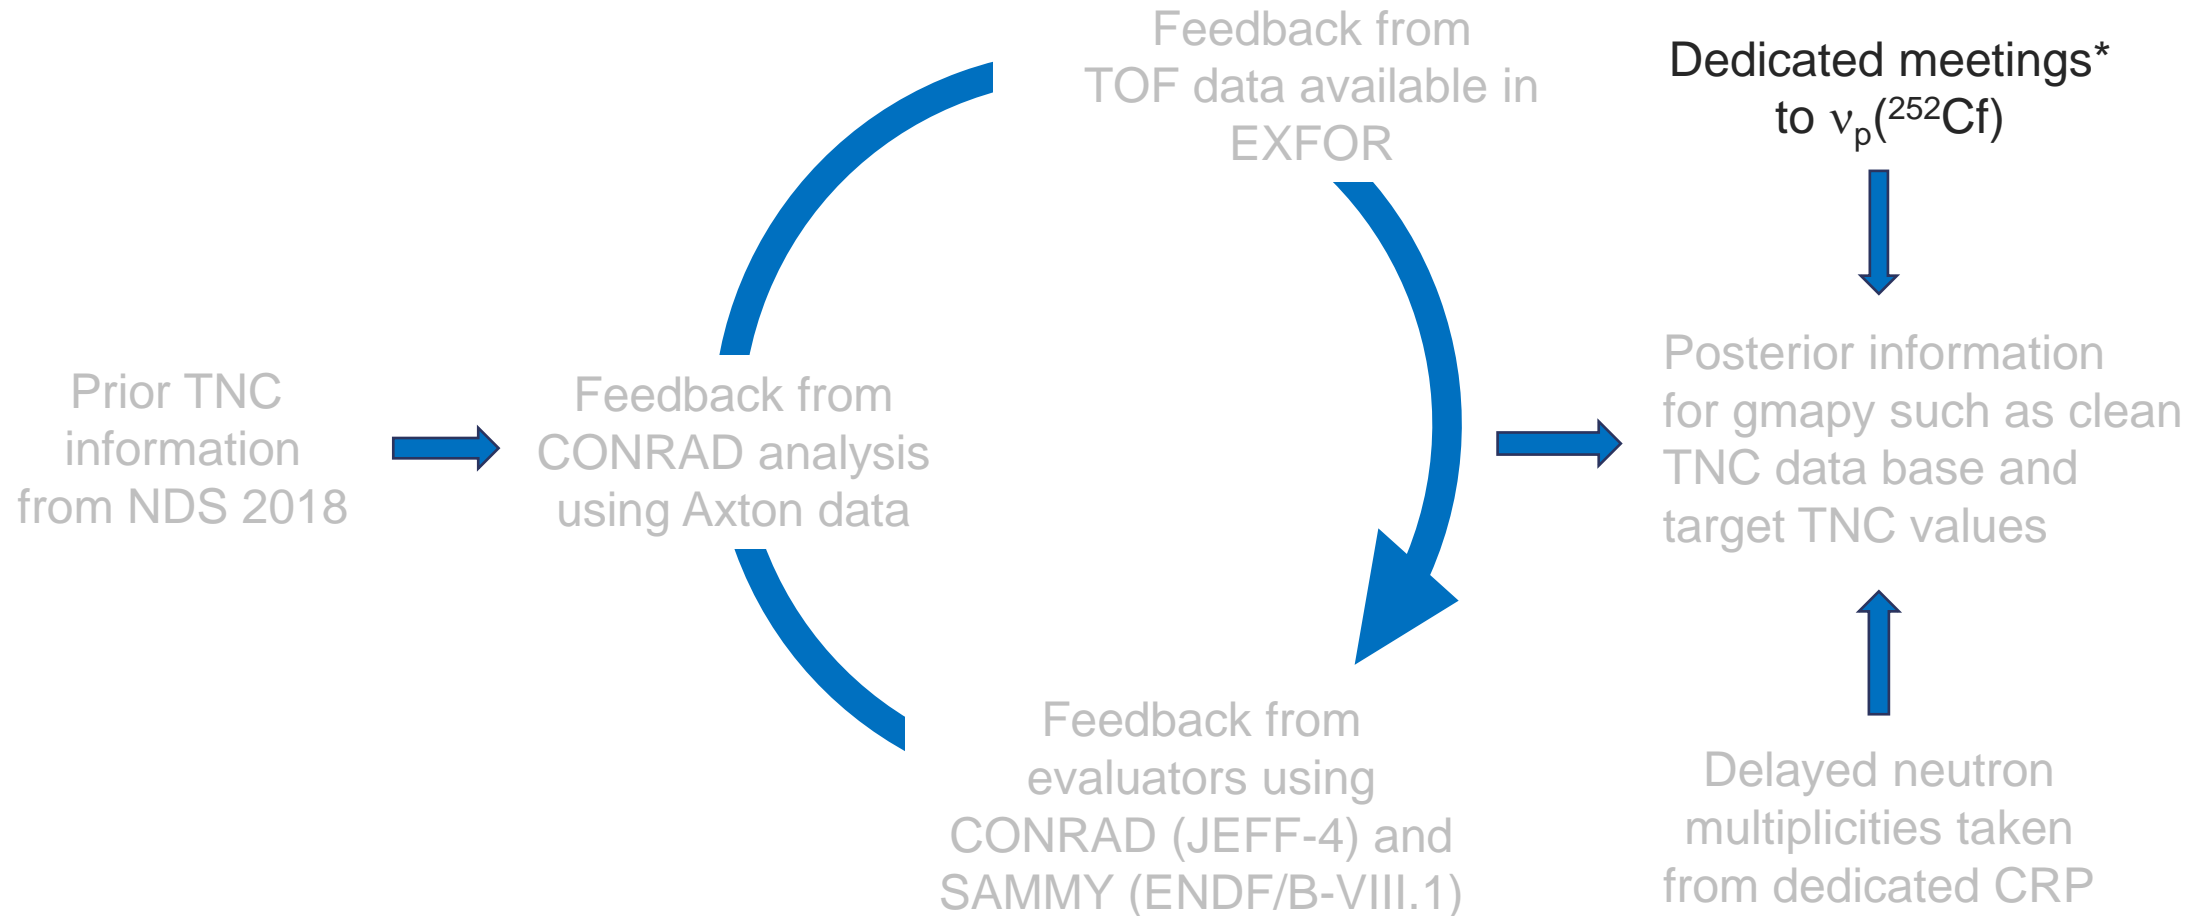 Prior TNC
information
from NDS 2018
Feedback from
CONRAD analysis
using Axton data
Feedback from
TOF data available in
EXFOR
Feedback from
evaluators using
CONRAD (JEFF-4) and
SAMMY (ENDF/B-VIII.1)
Dedicated meetings*
to νp(252Cf)
Posterior information
for gmapy such as clean
TNC data base and
target TNC values
Delayed neutron
multiplicities taken
from dedicated CRP